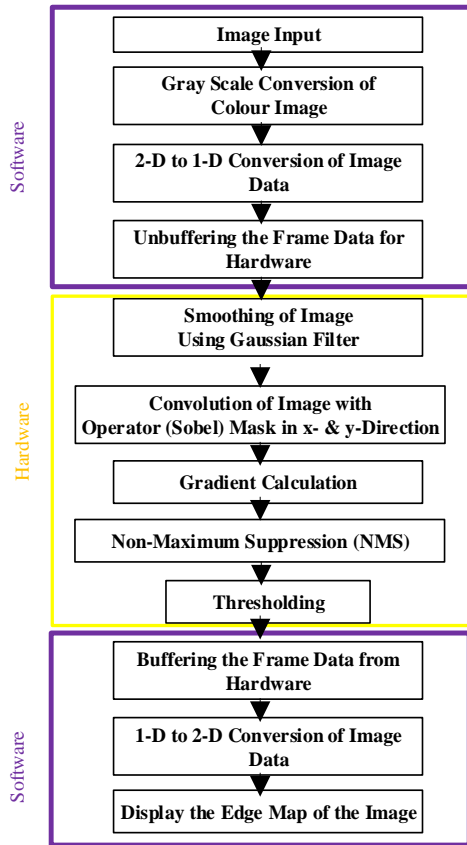 Software
Image Input
Gray Scale Conversion of
Colour Image
2-D to 1-D Conversion of Image
Data
Unbuffering the Frame Data for
Hardware
Hardware
Smoothing of Image
Using Gaussian Filter
Convolution of Image with
Operator (Sobel) Mask in x- & y-Direction
Gradient Calculation
Non-Maximum Suppression (NMS)
Thresholding
Software
Buffering the Frame Data from
Hardware
1-D to 2-D Conversion of Image
Data
Display the Edge Map of the Image